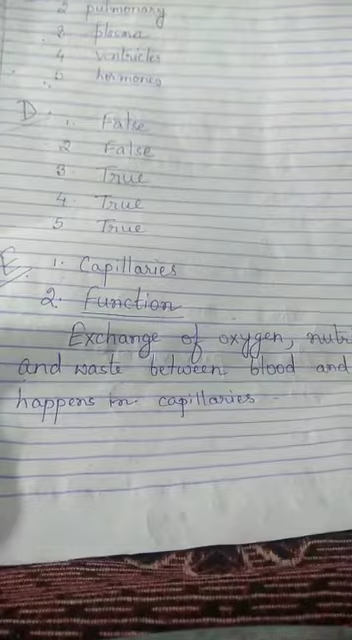 2 pulmonary
3 plasma
4 ventricles
5 hormones
D. 1. False
2 False
3. True
4. True
5 True
E 1. Capillaries
2. Function
Exchange of oxygen, nutri
and waste between blood and
happens in capillaries